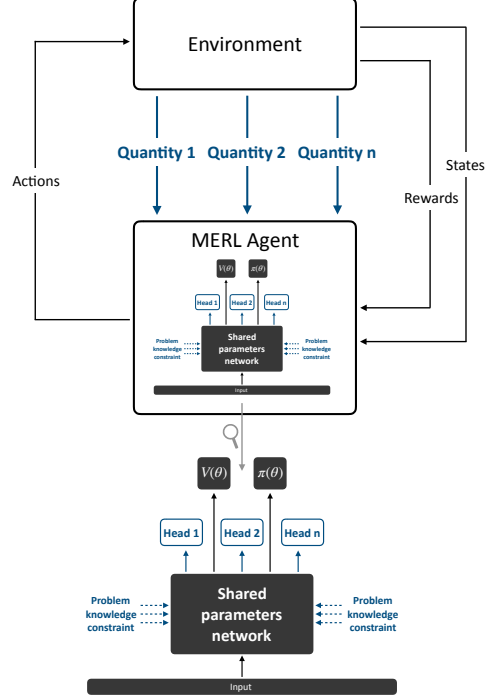 Environment
Quantity 1 Quantity 2 Quantity n
Actions
States
Rewards
MERL Agent
V(θ) π(θ)
Head 1 Head 2 Head n
Problem
knowledge
constraint
Shared
parameters
network
Problem
knowledge
constraint
Input
V(θ) π(θ)
Head 1 Head 2 Head n
Problem
knowledge
constraint
Shared
parameters
network
Problem
knowledge
constraint
Input